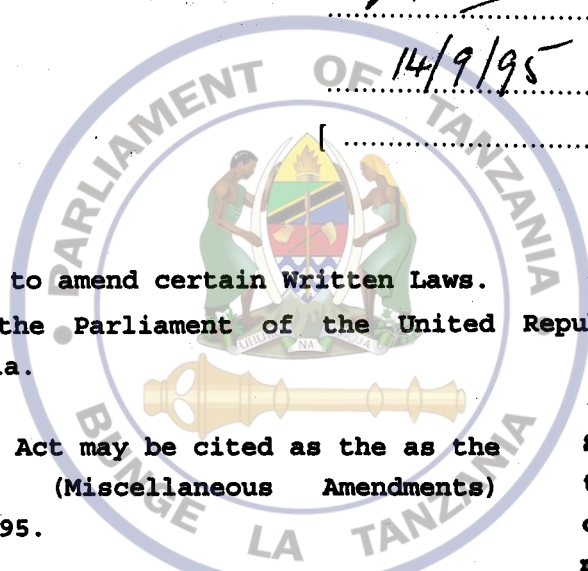 14/9/95
[
to amend certain Written Laws.
the Parliament of the United Repu
a.
Act may be cited as the as the
(Miscellaneous Amendments)
95.
PARLIAMENT OF TANZANIA
BUNGE LA TANZANIA
UHURU NA UMOJA